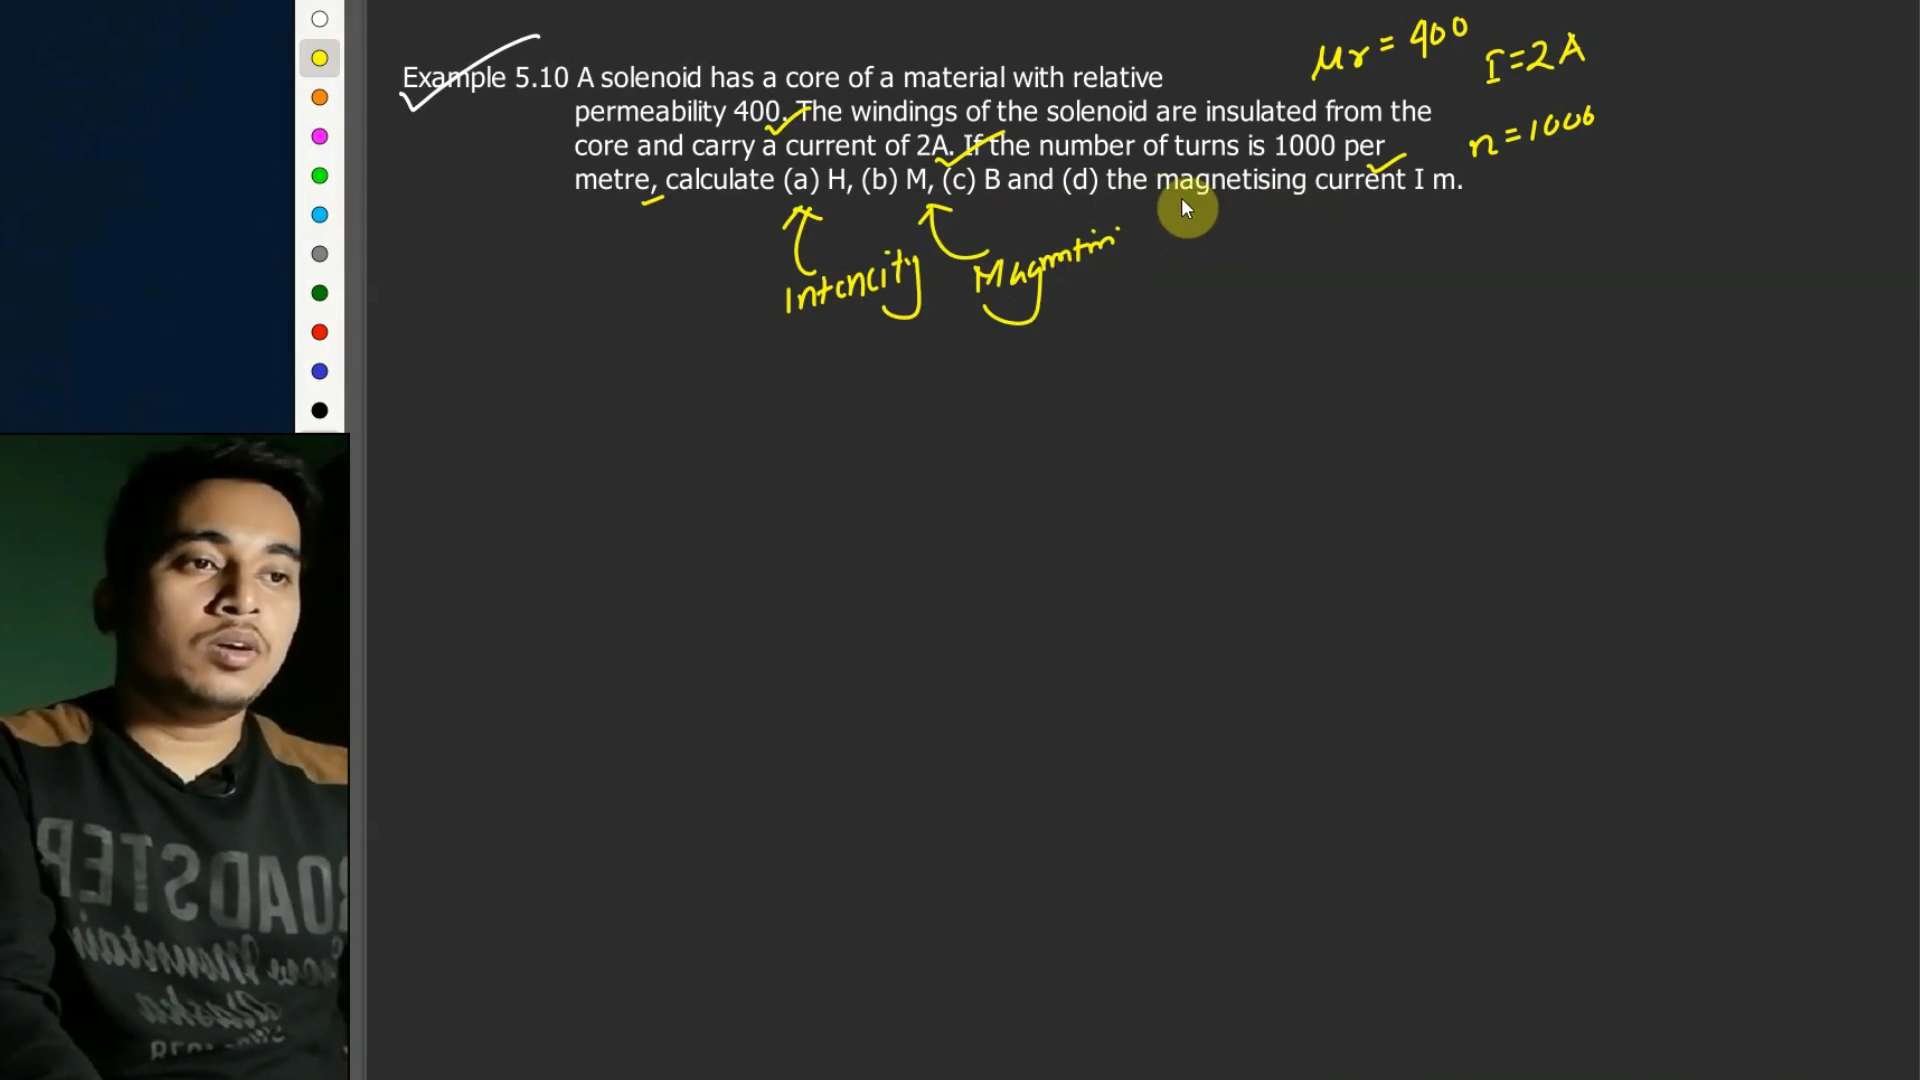 Example 5.10 A solenoid has a core of a material with relative
permeability 400. The windings of the solenoid are insulated from the
core and carry a current of 2A. If the number of turns is 1000 per
metre, calculate (a) H, (b) M, (c) B and (d) the magnetising current I m.
μr = 400
I=2A
n=1000
Intencity
ROADSTER
Mountain
Alaska